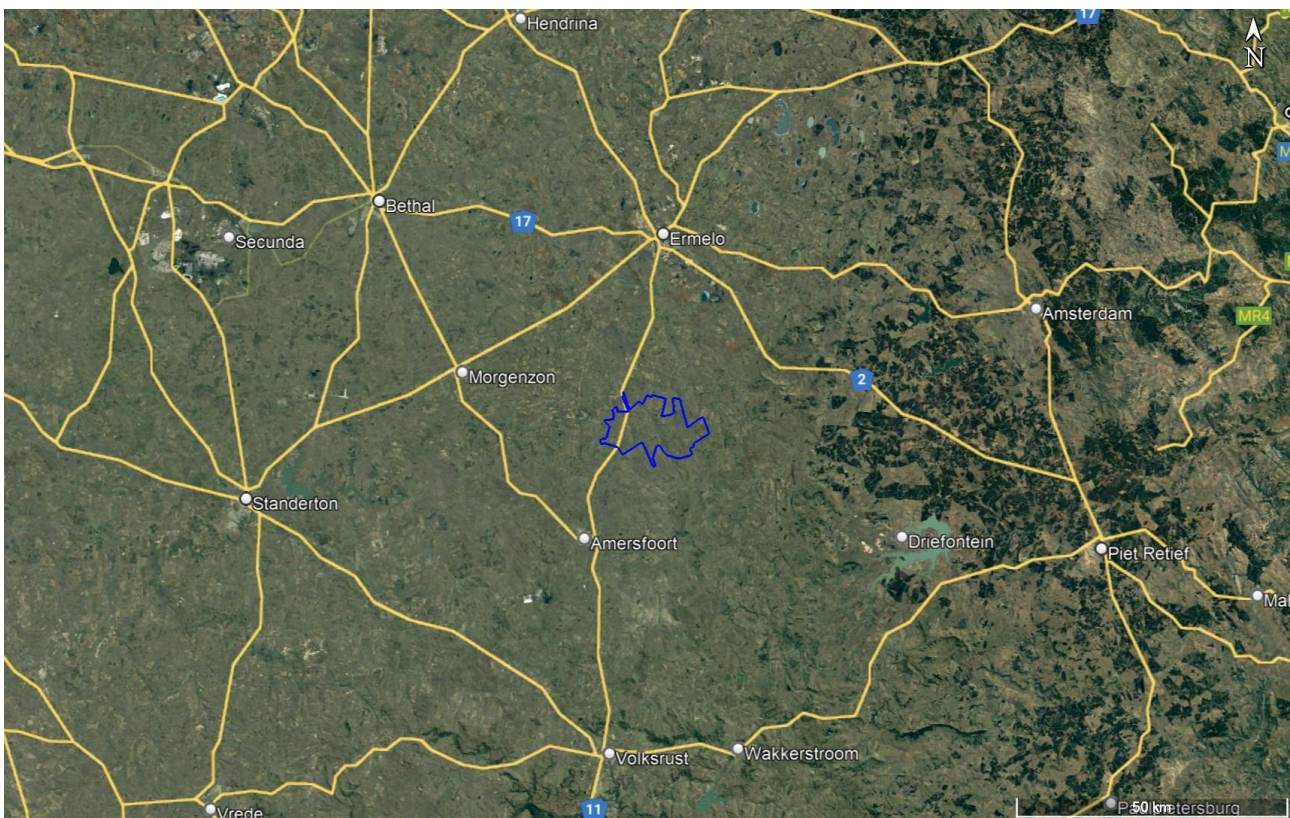 Hendrina
17
N
Bethal
17
Secunda
Ermelo
Amsterdam
MR4
Morgenzon
2
Standerton
Amersfoort
Driefontein
Piet Retief
Volksrust
Wakkerstroom
Vrede
11
50 km
Paulpietersburg